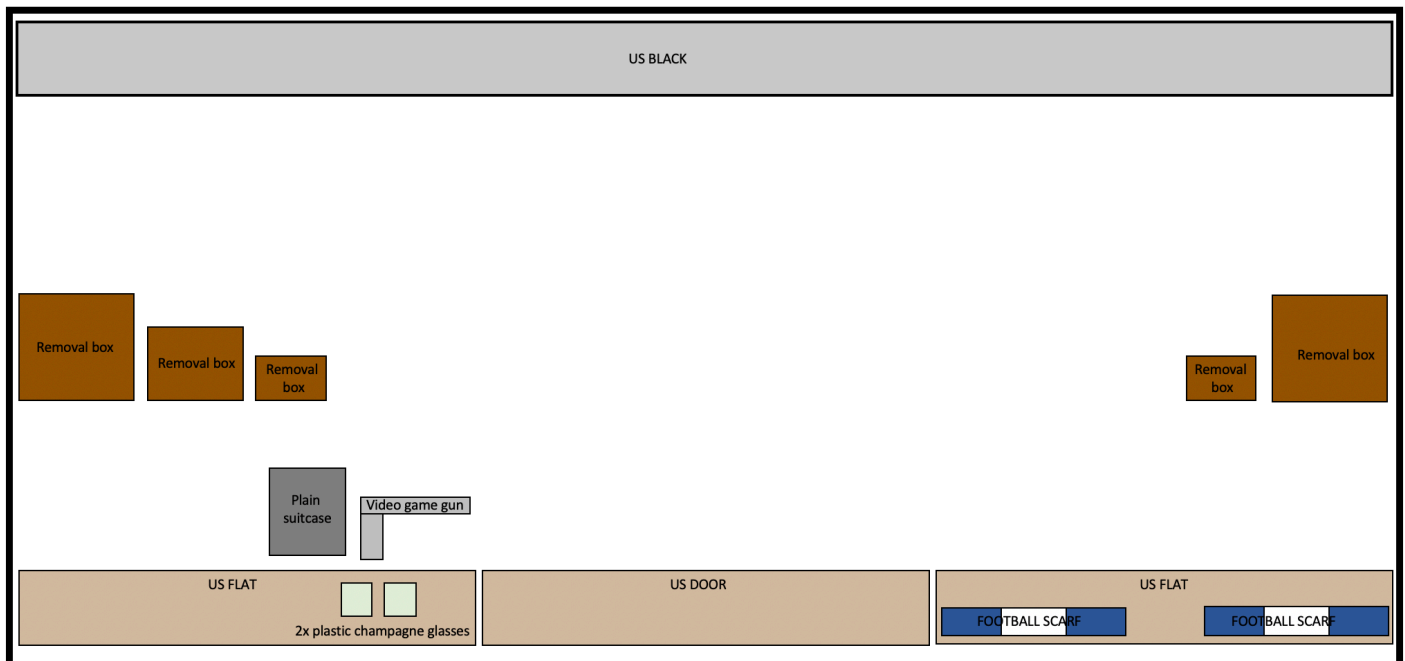 US BLACK
Removal box
Removal box
Removal
box
Removal
box
Removal box
Plain
suitcase
Video game gun
US FLAT
2x plastic champagne glasses
US DOOR
US FLAT
FOOTBALL SCARF
FOOTBALL SCARF